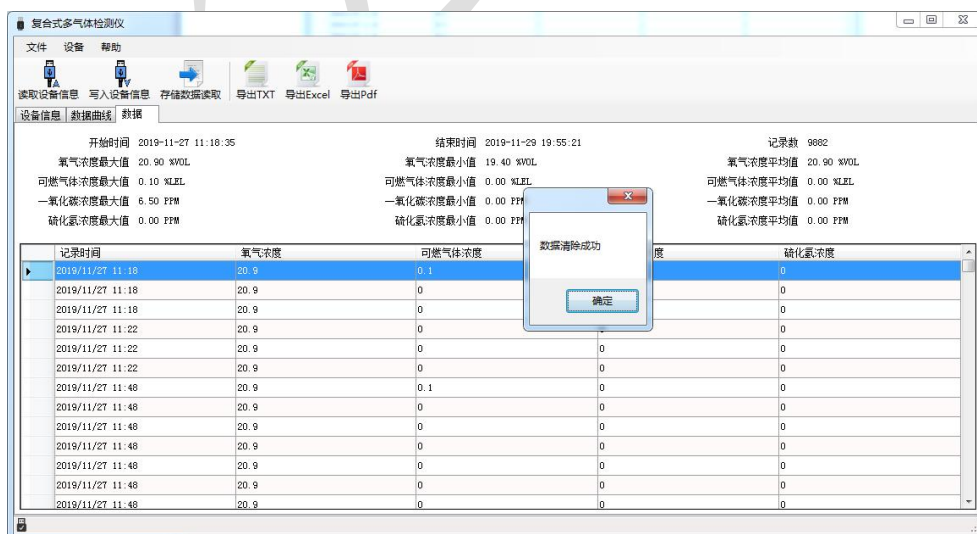 复合式多气体检测仪
文件 设备 帮助
读取设备信息 写入设备信息 存储数据读取 导出TXT 导出Excel 导出Pdf
设备信息 数据曲线 数据
开始时间 2019-11-27 11:18:35 结束时间 2019-11-29 19:55:21 记录数 9882
氧气浓度最大值 20.90 %VOL 氧气浓度最小值 19.40 %VOL 氧气浓度平均值 20.90 %VOL
可燃气体浓度最大值 0.10 %LEL 可燃气体浓度最小值 0.00 %LEL 可燃气体浓度平均值 0.00 %LEL
一氧化碳浓度最大值 6.50 PPM 一氧化碳浓度最小值 0.00 一氧化碳浓度平均值 0.00 PPM
硫化氢浓度最大值 0.00 PPM 硫化氢浓度最小值 0.00 硫化氢浓度平均值 0.00 PPM
数据清除成功
确定
记录时间 氧气浓度 可燃气体浓度 度 硫化氢浓度
2019/11/27 11:18 20.9 0.1 0
2019/11/27 11:18 20.9 0 0
2019/11/27 11:18 20.9 0 0
2019/11/27 11:22 20.9 0 0
2019/11/27 11:22 20.9 0 0 0
2019/11/27 11:22 20.9 0 0 0
2019/11/27 11:48 20.9 0.1 0 0
2019/11/27 11:48 20.9 0 0 0
2019/11/27 11:48 20.9 0 0 0
2019/11/27 11:48 20.9 0 0 0
2019/11/27 11:48 20.9 0 0 0
2019/11/27 11:48 20.9 0 0 0
2019/11/27 11:48 20.9 0 0 0